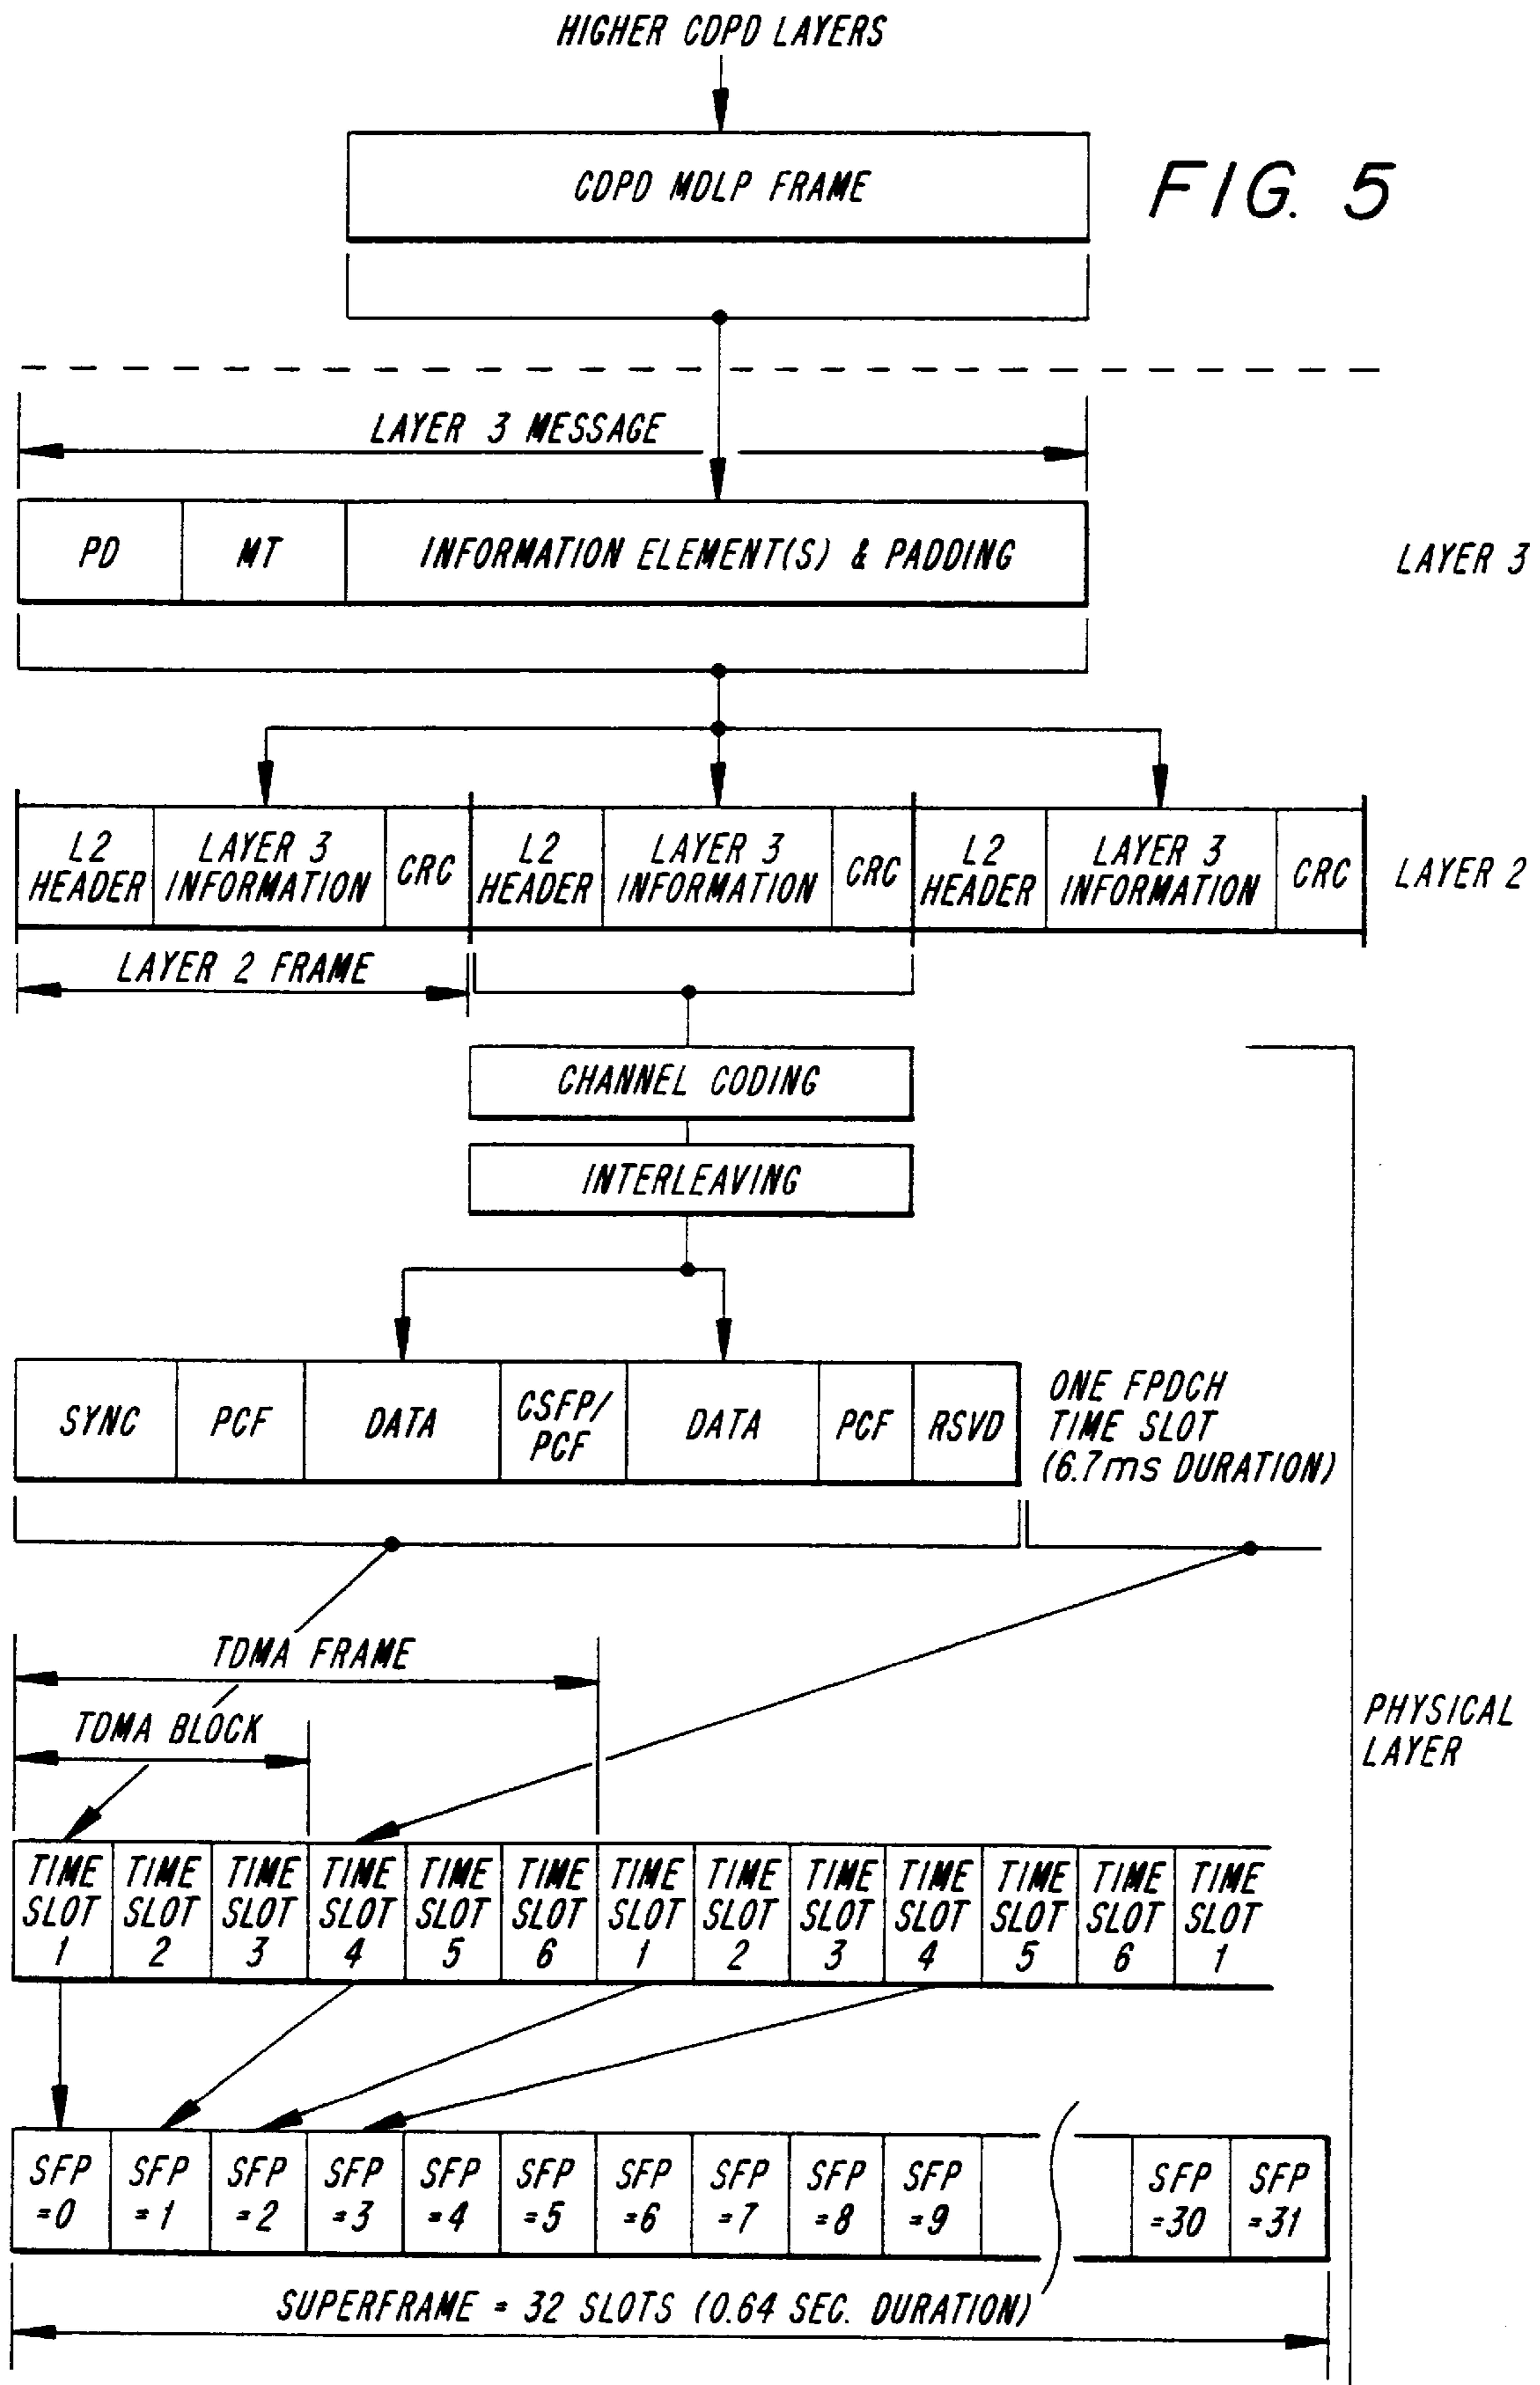 HIGHER CDPD LAYERS
CDPD MDLP FRAME
FIG. 5
LAYER 3 MESSAGE
PD
MT
INFORMATION ELEMENT(S) & PADDING
LAYER 3
L2
HEADER
LAYER 3
INFORMATION
CRC
L2
HEADER
LAYER 3
INFORMATION
CRC
L2
HEADER
LAYER 3
INFORMATION
CRC
LAYER 2
LAYER 2 FRAME
CHANNEL CODING
INTERLEAVING
SYNC
PCF
DATA
CSFP/
PCF
DATA
PCF
RSVD
ONE FPDCH
TIME SLOT
(6.7ms DURATION)
TDMA FRAME
TDMA BLOCK
PHYSICAL
LAYER
TIME
SLOT
1
TIME
SLOT
2
TIME
SLOT
3
TIME
SLOT
4
TIME
SLOT
5
TIME
SLOT
6
TIME
SLOT
1
TIME
SLOT
2
TIME
SLOT
3
TIME
SLOT
4
TIME
SLOT
5
TIME
SLOT
6
TIME
SLOT
1
SFP
=0
SFP
=1
SFP
=2
SFP
=3
SFP
=4
SFP
=5
SFP
=6
SFP
=7
SFP
=8
SFP
=9
SFP
=30
SFP
=31
SUPERFRAME = 32 SLOTS (0.64 SEC. DURATION)